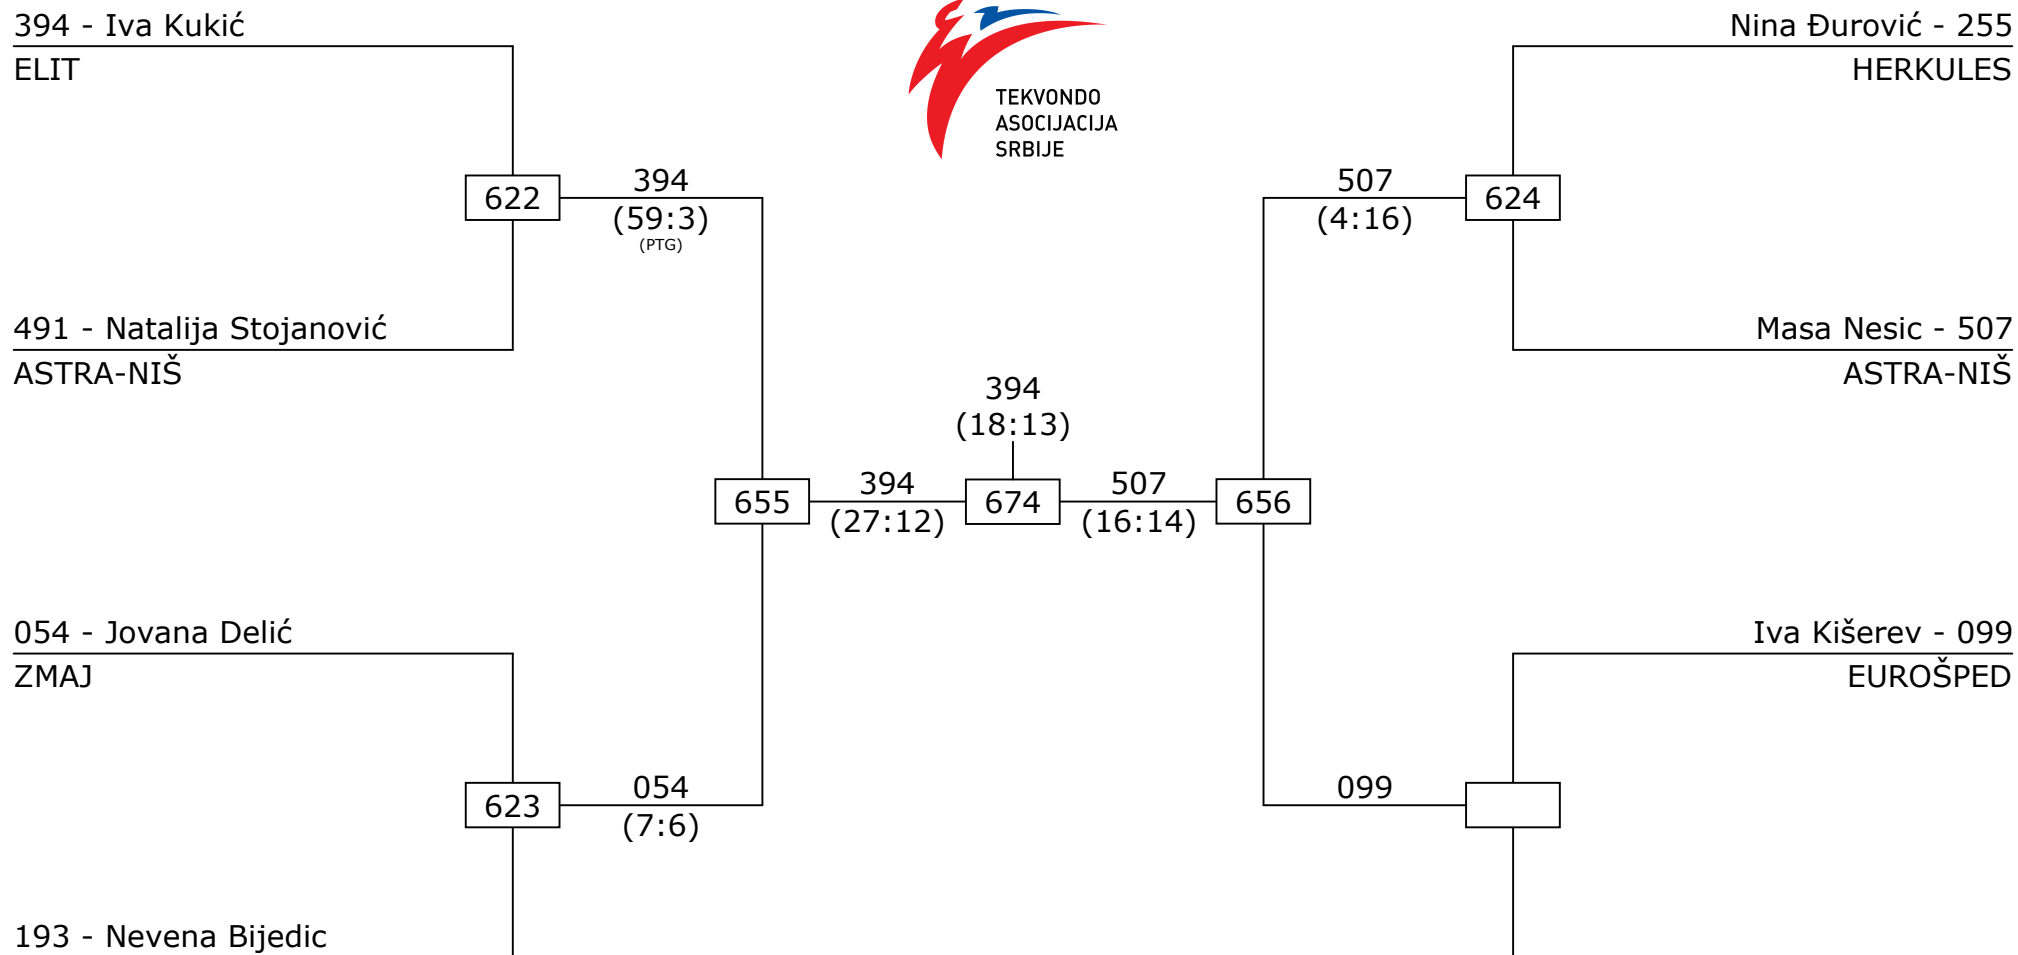 394 - Iva Kukić
ELIT
TEKVONDO
ASOCIJACIJA
SRBIJE
Nina Đurović - 255
HERKULES
622
394
(59:3)
(PTG)
507
(4:16)
624
491 - Natalija Stojanović
ASTRA-NIŠ
Masa Nesic - 507
ASTRA-NIŠ
394
(18:13)
655
394
(27:12)
674
507
(16:14)
656
054 - Jovana Delić
ZMAJ
Iva Kišerev - 099
EUROŠPED
623
054
(7:6)
099
193 - Nevena Bijedic